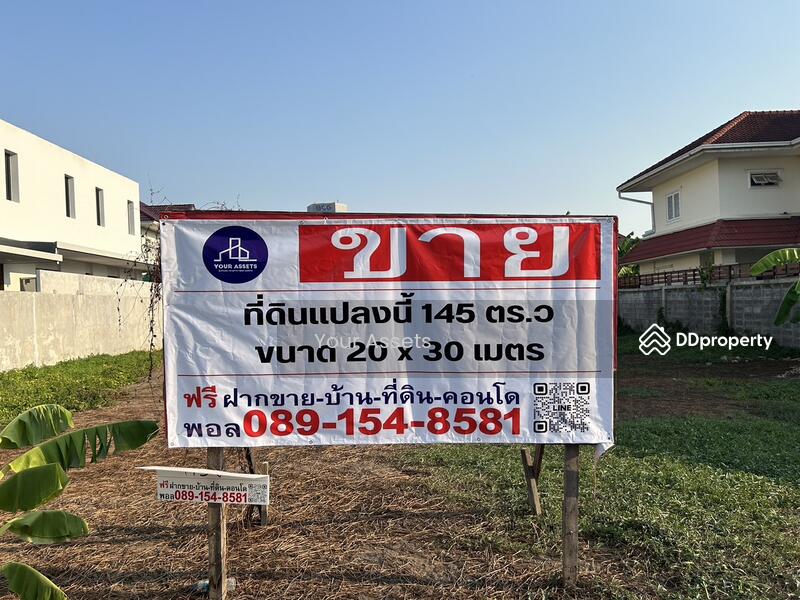 YOUR ASSETS
ขาย
ที่ดินแปลงนี้ 145 ตร.ว
Your Assets
ขนาด 20 x 30 เมตร
ฟรี ฝากขาย-บ้าน-ที่ดิน-คอนโด
พอล 089-154-8581
LINE
DDproperty
ฟรี ฝากขาย-บ้าน-ที่ดิน-คอนโด
พอล 089-154-8581